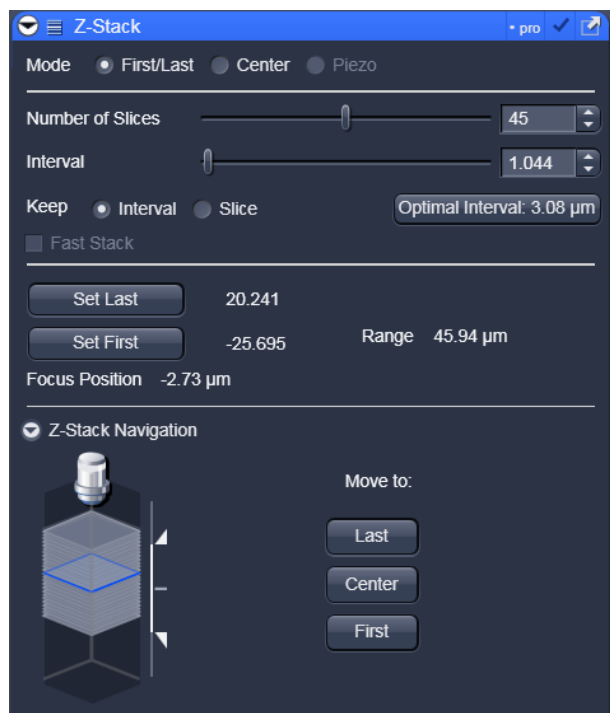 Z-Stack • pro
Mode First/Last Center Piezo
Number of Slices 45
Interval 1.044
Keep Interval Slice Optimal Interval: 3.08 µm
Fast Stack
Set Last 20.241
Set First -25.695 Range 45.94 µm
Focus Position -2.73 µm
Z-Stack Navigation
Move to:
Last
Center
First